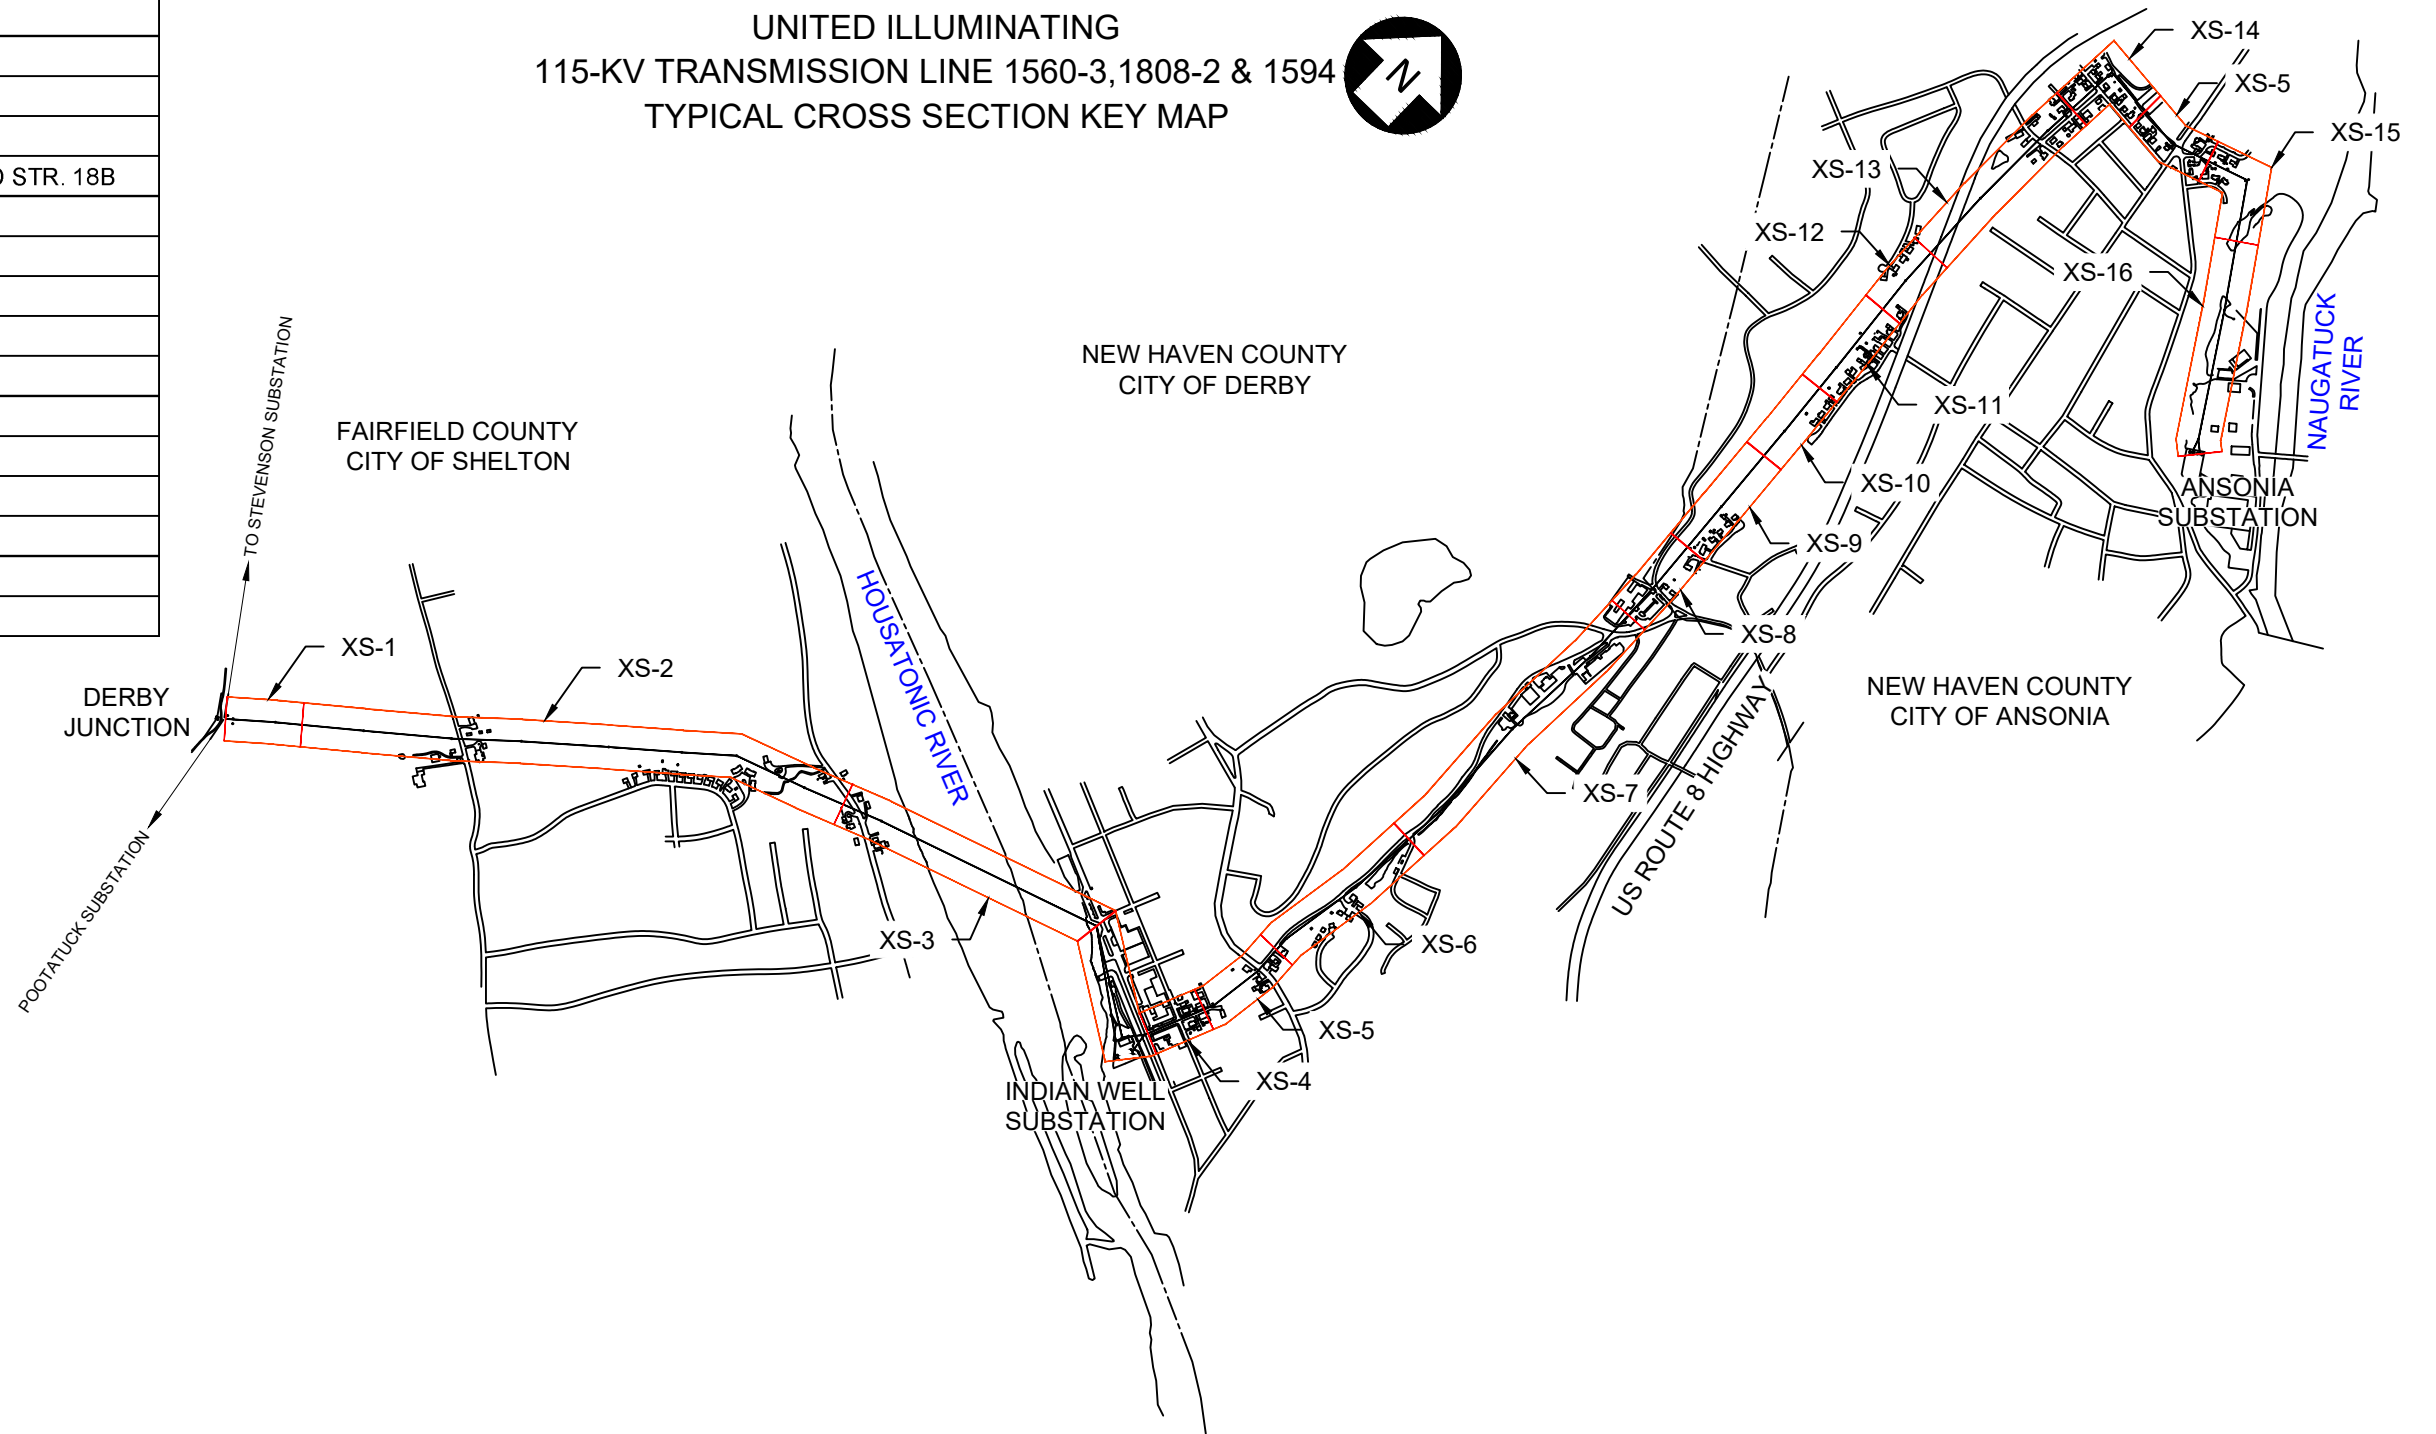 UNITED ILLUMINATING
115-KV TRANSMISSION LINE 1560-3,1808-2 & 1594
TYPICAL CROSS SECTION KEY MAP
N
STR. 18B
XS-14
XS-5
XS-15
XS-13
XS-12
XS-16
NAUGATUCK
RIVER
NEW HAVEN COUNTY
CITY OF DERBY
XS-11
TO STEVENSON SUBSTATION
FAIRFIELD COUNTY
CITY OF SHELTON
XS-10
ANSONIA
SUBSTATION
XS-9
HOUSATONIC RIVER
XS-8
XS-1
XS-2
DERBY
JUNCTION
NEW HAVEN COUNTY
CITY OF ANSONIA
XS-7
US ROUTE 8 HIGHWAY
POOTATUCK SUBSTATION
XS-3
XS-6
XS-5
XS-4
INDIAN WELL
SUBSTATION